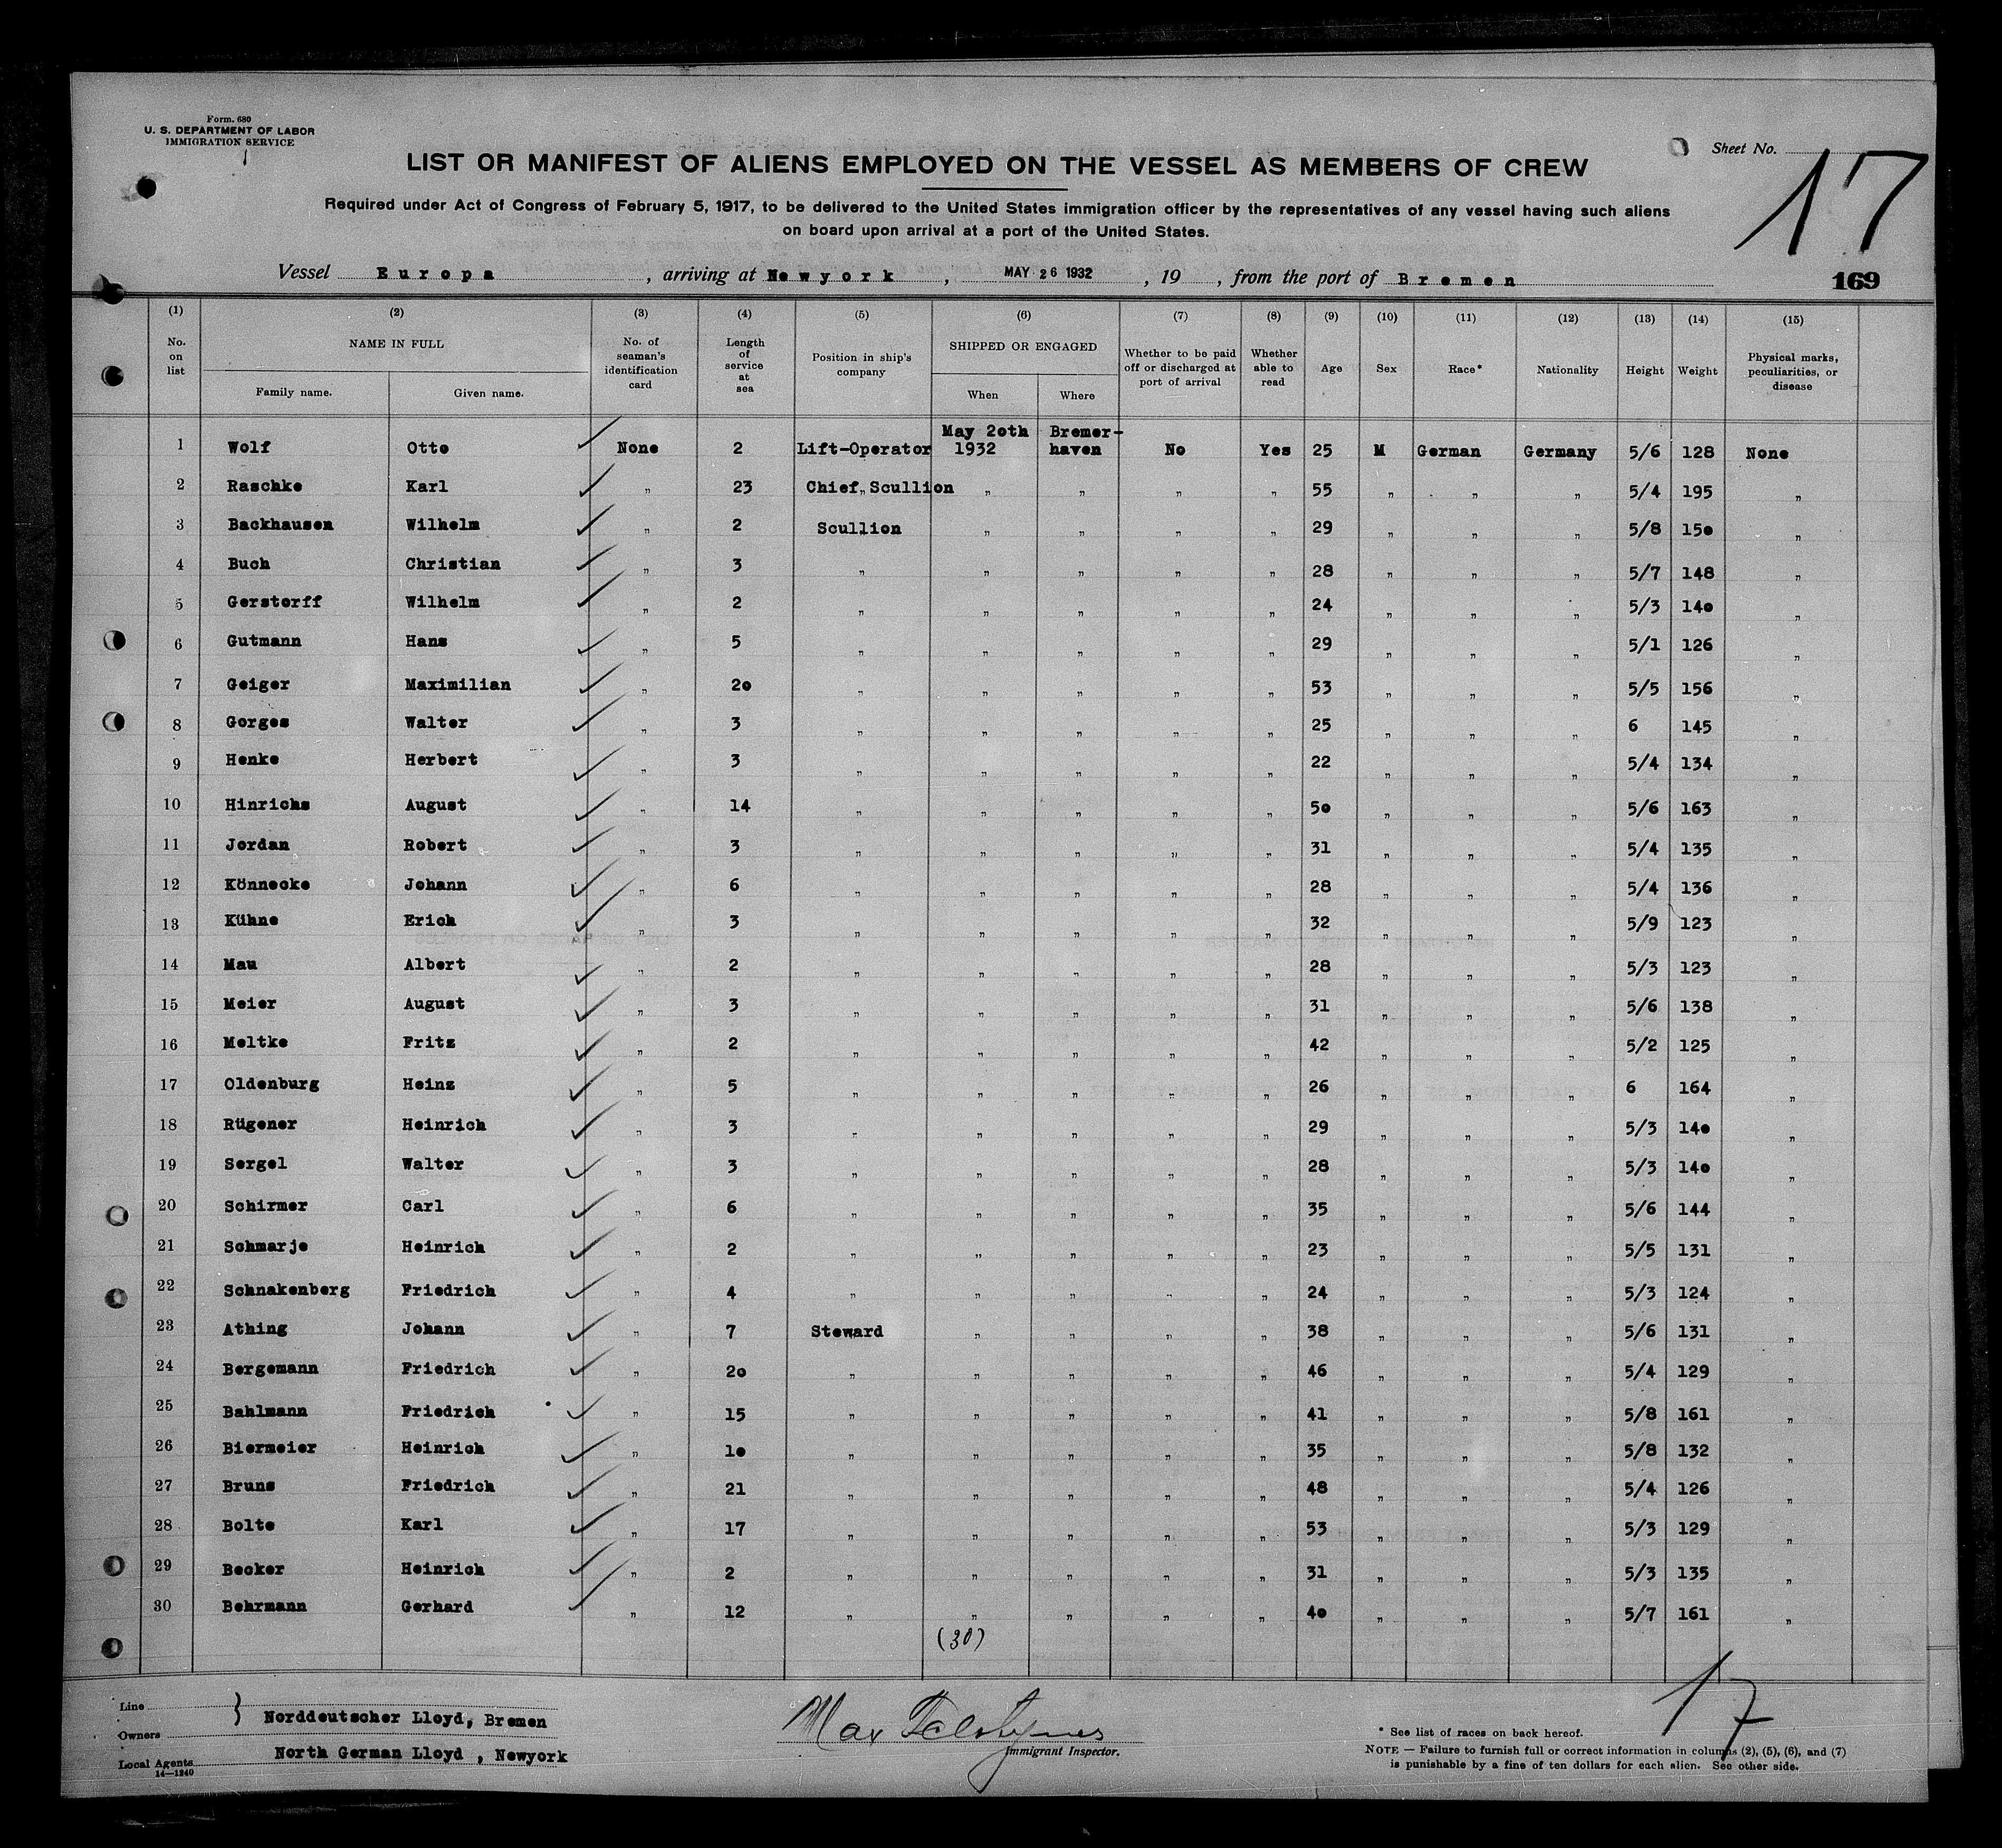 Form. 680
U. S. DEPARTMENT OF LABOR
IMMIGRATION SERVICE
Sheet No. 17
LIST OR MANIFEST OF ALIENS EMPLOYED ON THE VESSEL AS MEMBERS OF CREW
Required under Act of Congress of February 5, 1917, to be delivered to the United States immigration officer by the representatives of any vessel having such aliens
on board upon arrival at a port of the United States.
Vessel Europa, arriving at Newyork, MAY 26 1932, 19 , from the port of Bremen 169
(1) (2) (3) (4) (5) (6) (7) (8) (9) (10) (11) (12) (13) (14) (15)
No. on list NAME IN FULL Family name. Given name. No. of seaman's identification card Length of service at sea Position in ship's company SHIPPED OR ENGAGED When Where Whether to be paid off or discharged at port of arrival Whether able to read Age Sex Race* Nationality Height Weight Physical marks, peculiarities, or disease
1 Wolf Otto None 2 Lift-Operator May 20th 1932 Bremer-haven No Yes 25 M German Germany 5/6 128 None
2 Raschke Karl " 23 Chief Scullion " " " " 55 " " " 5/4 195 "
3 Backhausen Wilhelm " 2 Scullion " " " " 29 " " " 5/8 150 "
4 Buch Christian " 3 " " " " " 28 " " " 5/7 148 "
5 Gerstorff Wilhelm " 2 " " " " " 24 " " " 5/3 140 "
6 Gutmann Hans " 5 " " " " " 29 " " " 5/1 126 "
7 Geiger Maximilian " 20 " " " " " 53 " " " 5/5 156 "
8 Gorges Walter " 3 " " " " " 25 " " " 6 145 "
9 Henke Herbert " 3 " " " " " 22 " " " 5/4 134 "
10 Hinrichs August " 14 " " " " " 50 " " " 5/6 163 "
11 Jordan Robert " 3 " " " " " 31 " " " 5/4 135 "
12 Könnecke Johann " 6 " " " " " 28 " " " 5/4 136 "
13 Kühne Erich " 3 " " " " " 32 " " " 5/9 123 "
14 Mau Albert " 2 " " " " " 28 " " " 5/3 123 "
15 Meier August " 3 " " " " " 31 " " " 5/6 138 "
16 Moltke Fritz " 2 " " " " " 42 " " " 5/2 125 "
17 Oldenburg Heinz " 5 " " " " " 26 " " " 6 164 "
18 Rügener Heinrich " 3 " " " " " 29 " " " 5/3 140 "
19 Sergel Walter " 3 " " " " " 28 " " " 5/3 140 "
20 Schirmer Carl " 6 " " " " " 35 " " " 5/6 144 "
21 Schmarje Heinrich " 2 " " " " " 23 " " " 5/5 131 "
22 Schnakenberg Friedrich " 4 " " " " " 24 " " " 5/3 124 "
23 Athing Johann " 7 Steward " " " " 38 " " " 5/6 131 "
24 Bergemann Friedrich " 20 " " " " " 46 " " " 5/4 129 "
25 Bahlmann Friedrich " 15 " " " " " 41 " " " 5/8 161 "
26 Biermeier Heinrich " 10 " " " " " 35 " " " 5/8 132 "
27 Bruns Friedrich " 21 " " " " " 48 " " " 5/4 126 "
28 Bolte Karl " 17 " " " " " 53 " " " 5/3 129 "
29 Becker Heinrich " 2 " " " " " 31 " " " 5/3 135 "
30 Behrmann Gerhard " 12 " " " " " 40 " " " 5/7 161 "
(30)
17
Line
Owners } Norddeutscher Lloyd, Bremen
Local Agents North German Lloyd , Newyork
14—1240
Max
Immigrant Inspector.
* See list of races on back hereof.
NOTE — Failure to furnish full or correct information in columns (2), (5), (6), and (7)
is punishable by a fine of ten dollars for each alien. See other side.